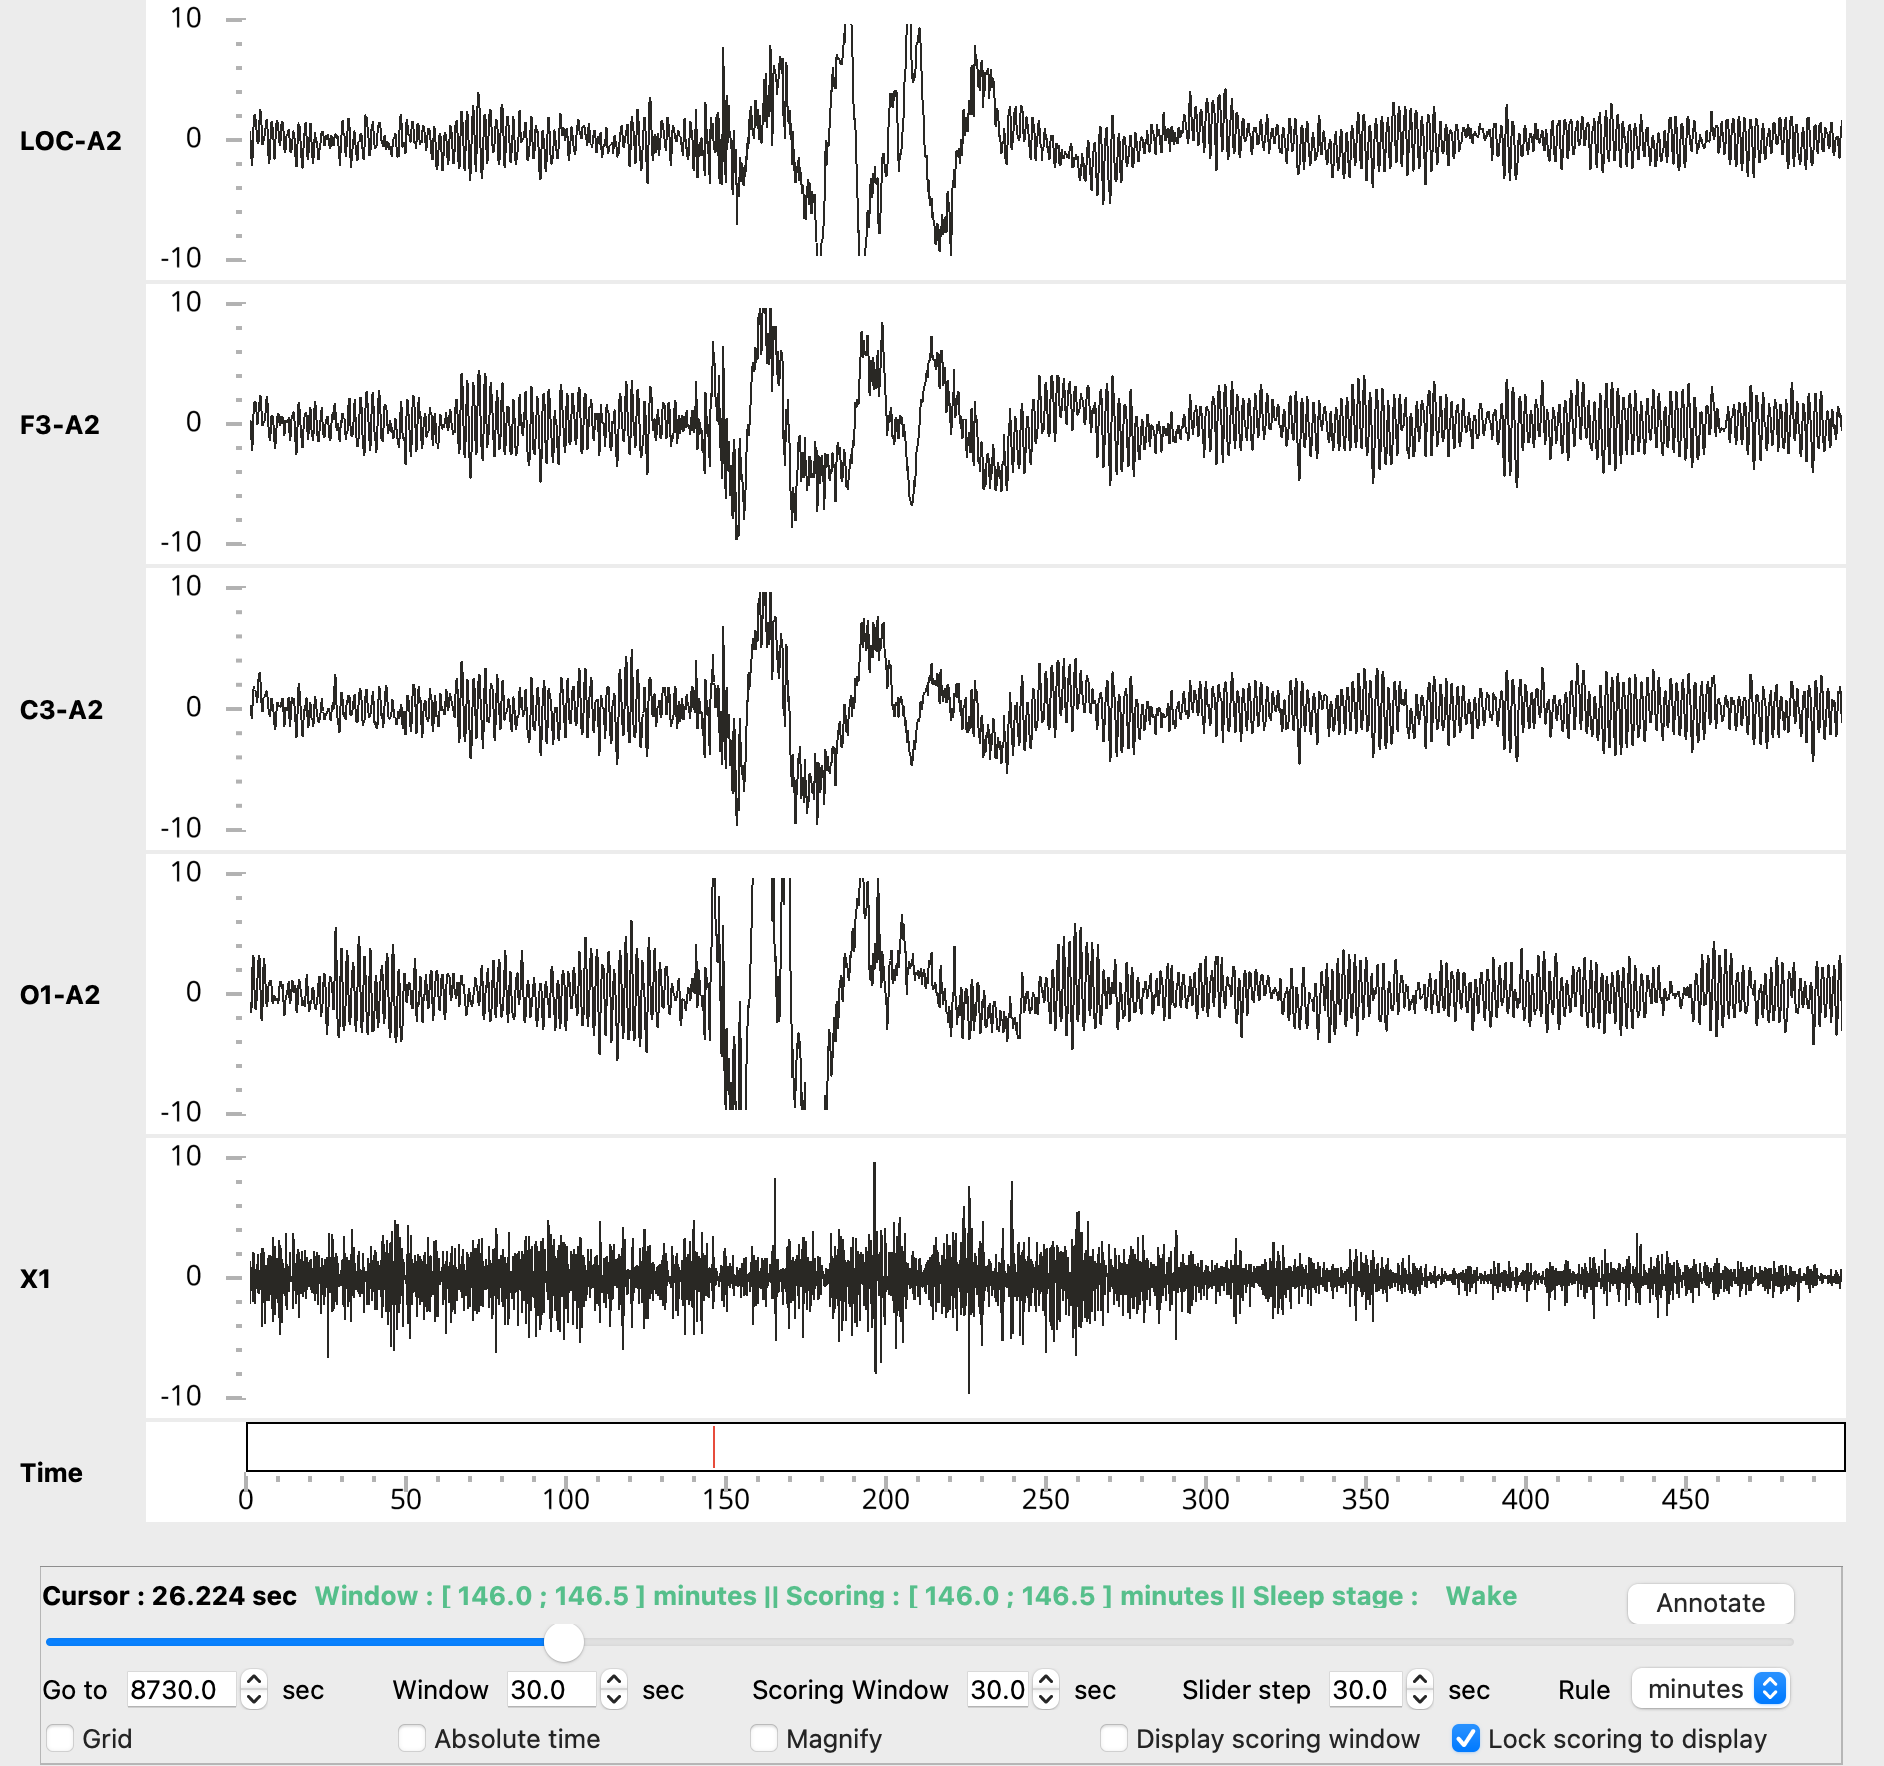 10
LOC-A2 0
-10
10
F3-A2 0
-10
10
C3-A2 0
-10
10
O1-A2 0
-10
10
X1 0
-10
Time
0 50 100 150 200 250 300 350 400 450
Cursor : 26.224 sec Window : [ 146.0 ; 146.5 ] minutes || Scoring : [ 146.0 ; 146.5 ] minutes || Sleep stage : Wake Annotate
Go to 8730.0 sec Window 30.0 sec Scoring Window 30.0 sec Slider step 30.0 sec Rule minutes
Grid Absolute time Magnify Display scoring window Lock scoring to display